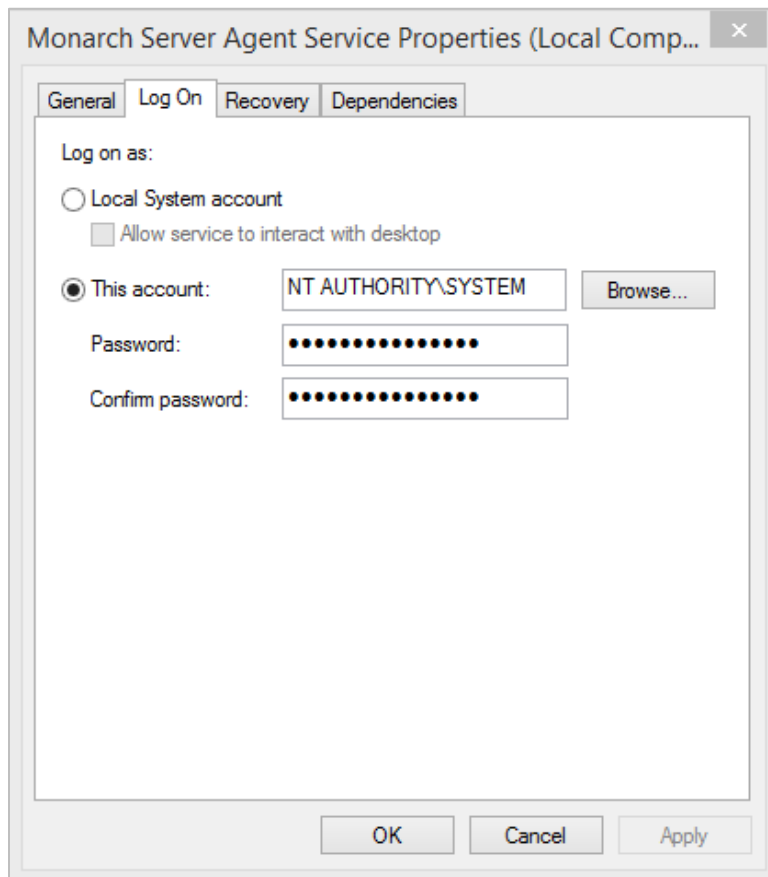 Monarch Server Agent Service Properties (Local Comp...
General Log On Recovery Dependencies
Log on as:
Local System account
Allow service to interact with desktop
This account: NT AUTHORITY\SYSTEM Browse...
Password: •••••••••••••••
Confirm password: •••••••••••••••
OK Cancel Apply